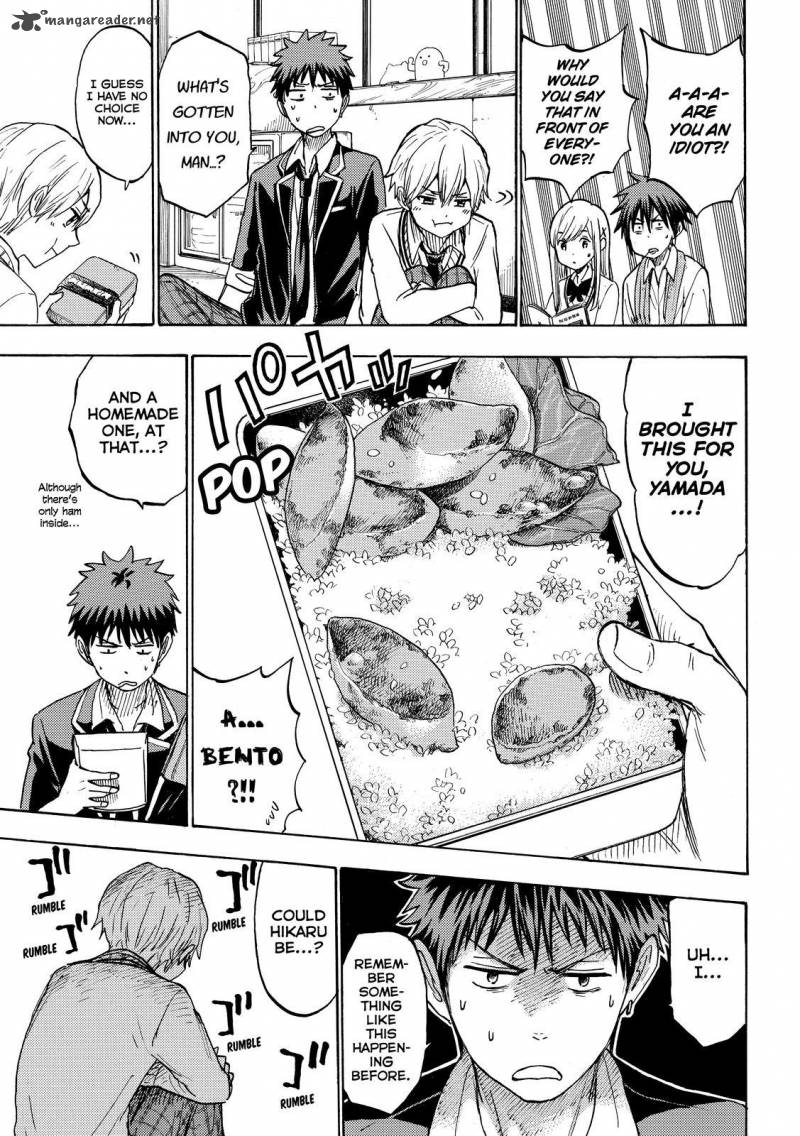 mangareader.net
A-A-A-
ARE
YOU AN
IDIOT?!
WHY
WOULD
YOU SAY
THAT IN
FRONT OF
EVERY-
ONE?!
WHAT'S
GOTTEN
INTO YOU,
MAN..?
I GUESS
I HAVE NO
CHOICE
NOW...
I
BROUGHT
THIS FOR
YOU,
YAMADA
...!
パカッ
POP
A...
BENTO
?!!
AND A
HOMEMADE
ONE, AT
THAT...?
Although
there's
only ham
inside...
UH...
I...
REMEM-
BER
SOME-
THING
LIKE
THIS
HAPPEN-
ING
BEFORE.
COULD
HIKARU
BE...?
ゴ
RUMBLE
ゴ
RUMBLE
ゴ
RUMBLE
ゴ
RUMBLE
RUMBLE
RUMBLE